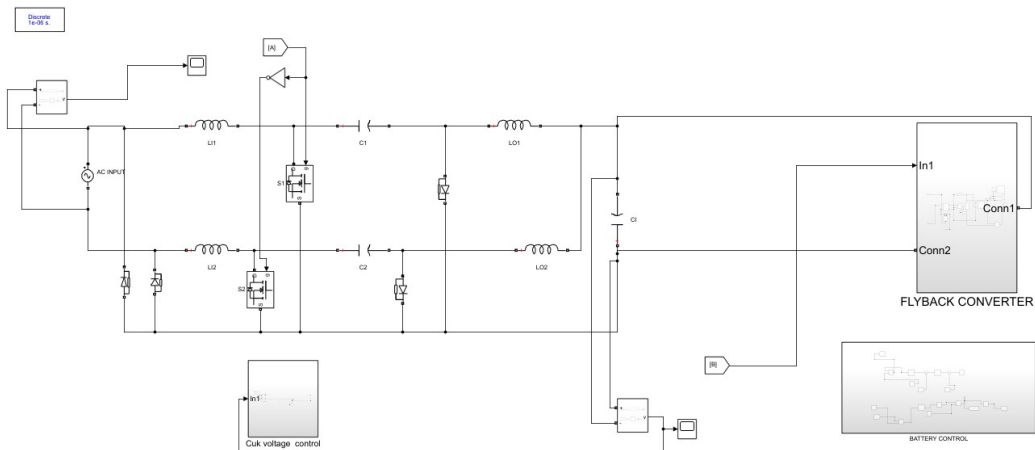 Discrete
1e-06 s.
[A]
LI1
C1
LO1
AC INPUT
S1
In1
CI
Conn1
LI2
C2
LO2
Conn2
S2
FLYBACK CONVERTER
[B]
In1
Cuk voltage control
BATTERY CONTROL